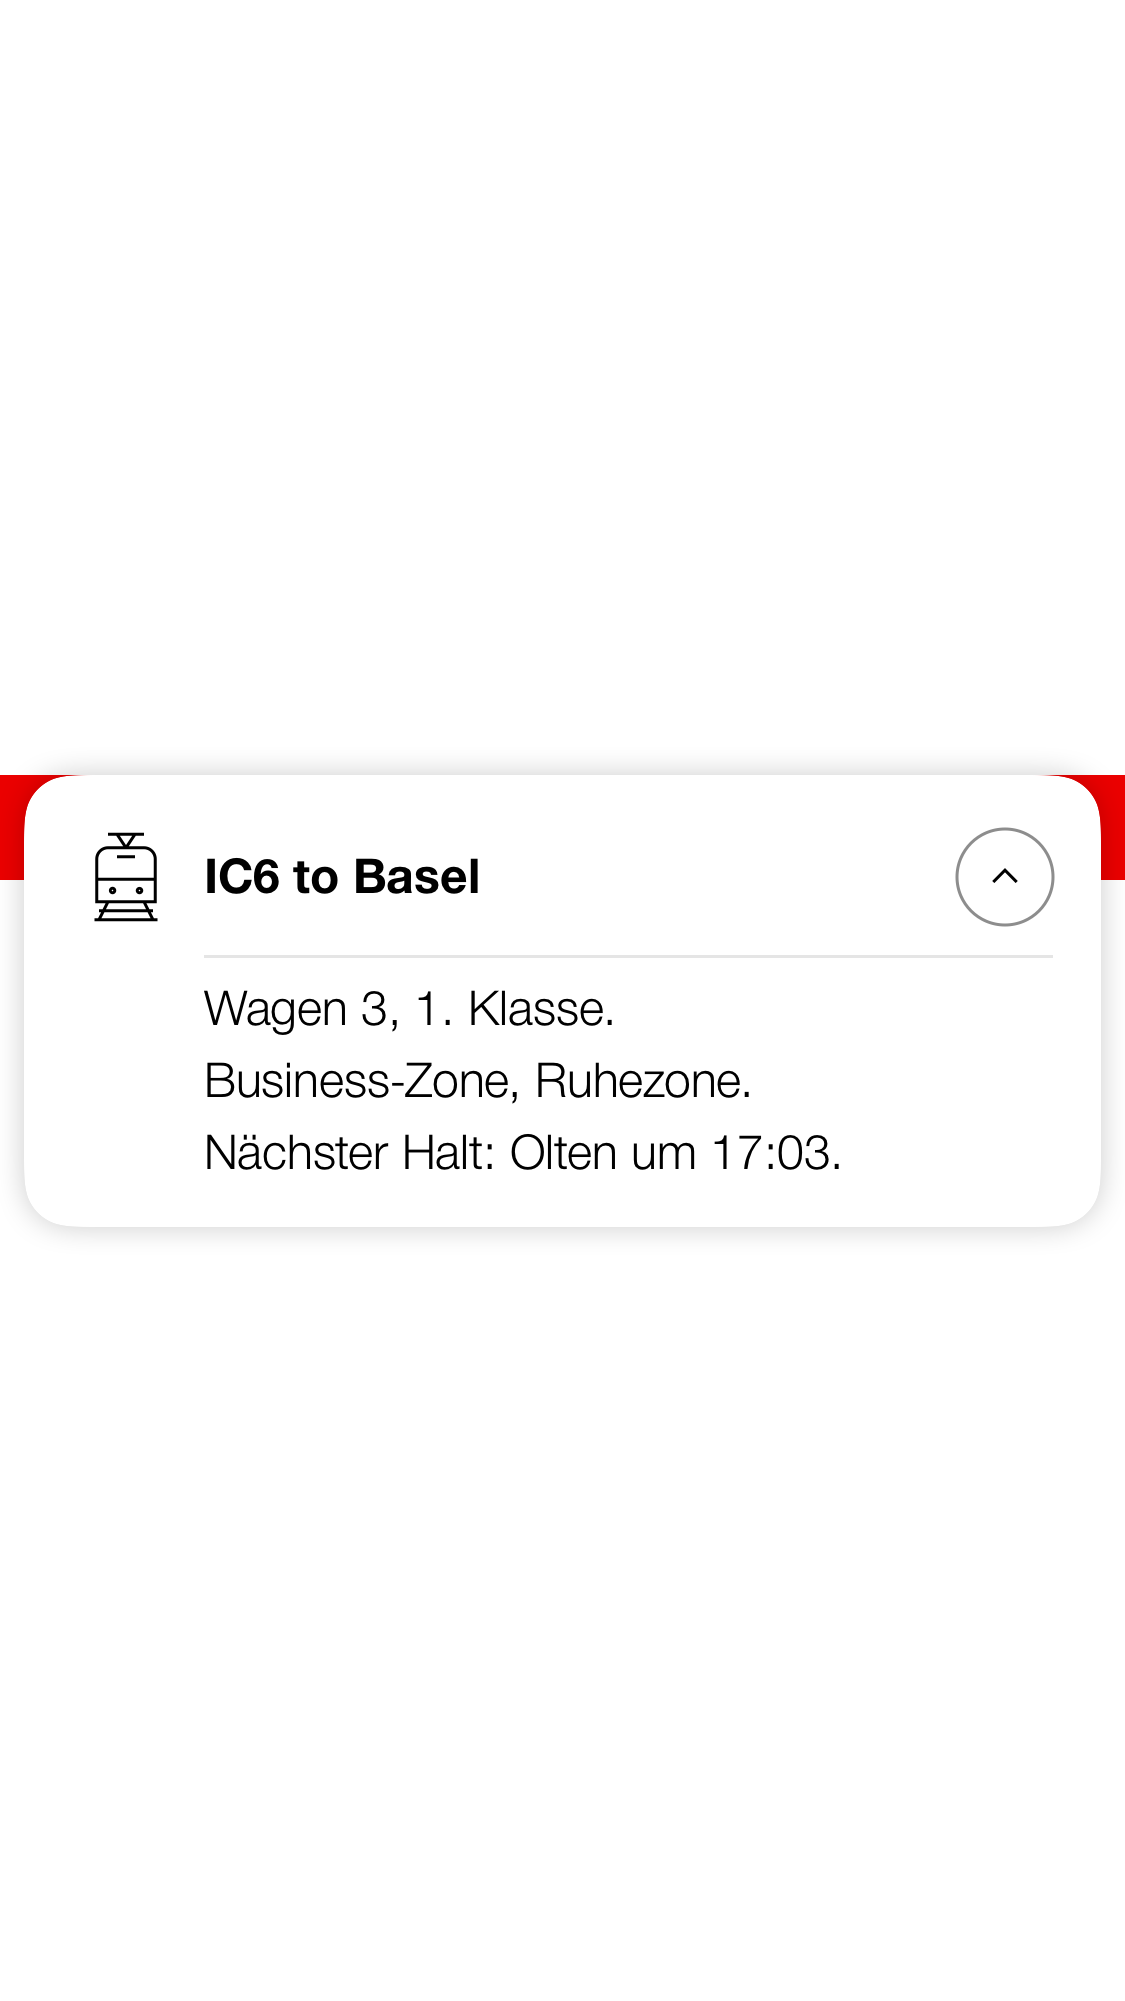 IC6 to Basel
Wagen 3, 1. Klasse.
Business-Zone, Ruhezone.
Nächster Halt: Olten um 17:03.